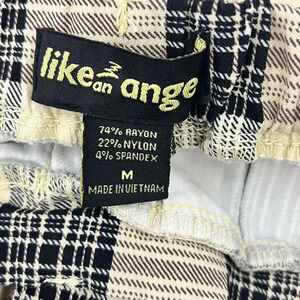 like an ange
74% RAYON
22% NYLON
4% SPANDEX
M
MADE IN VIETNAM